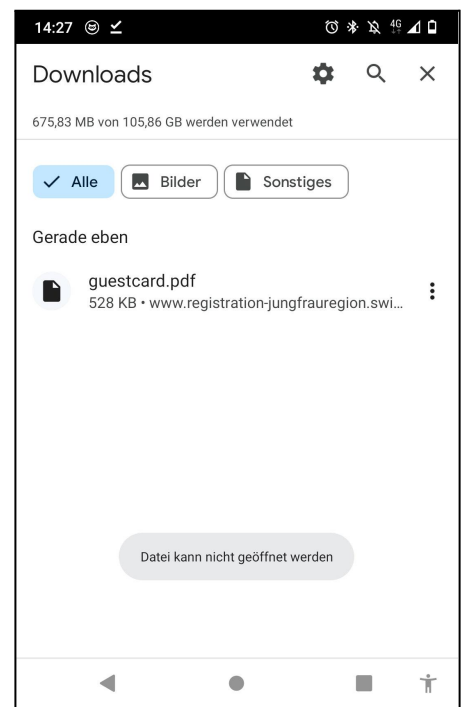 14:27 4G
Downloads
675,83 MB von 105,86 GB werden verwendet
Alle Bilder Sonstiges
Gerade eben
guestcard.pdf
528 KB • www.registration-jungfrauregion.swi...
Datei kann nicht geöffnet werden